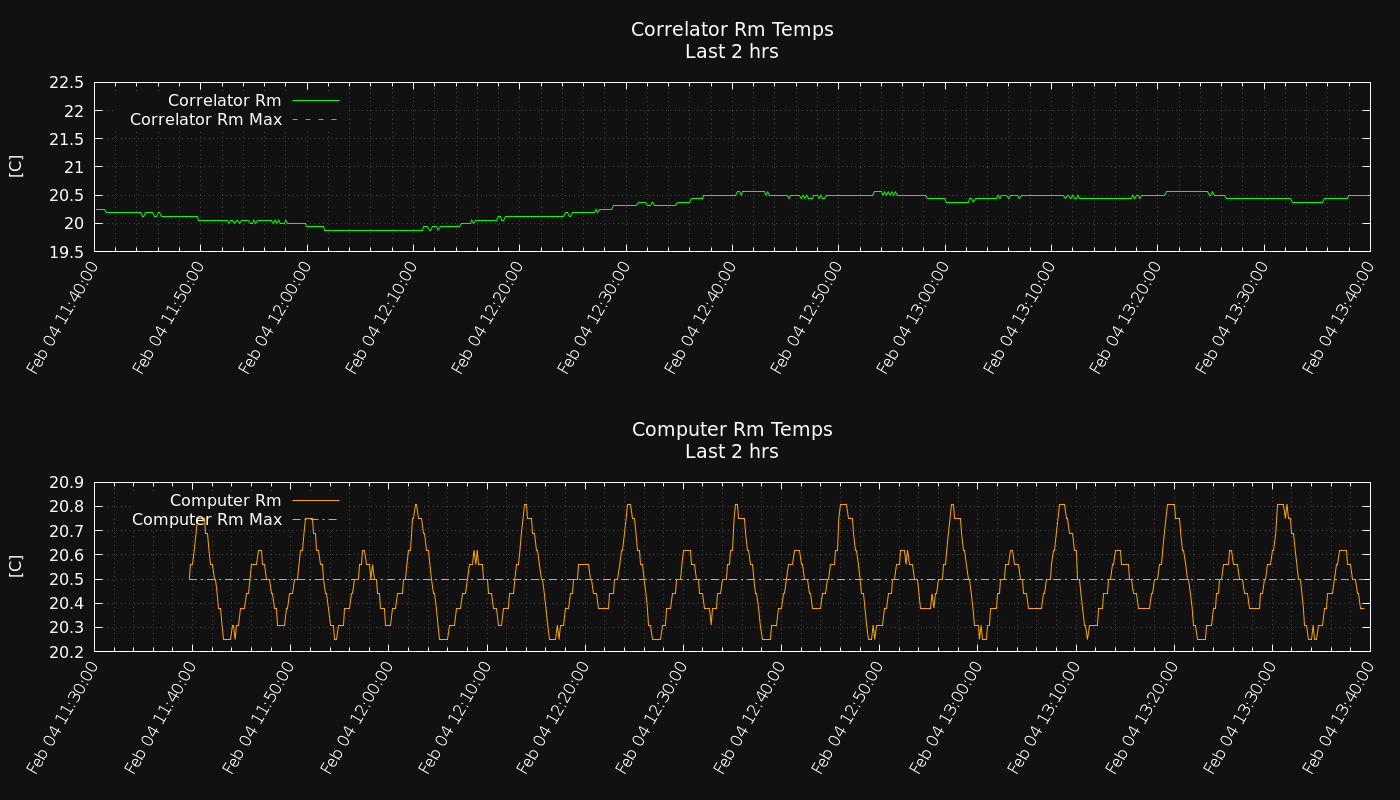 Correlator Rm Temps
Last 2 hrs
22.5
22
21.5
21
20.5
20
19.5
[C]
Correlator Rm
Correlator Rm Max
Feb 04 11:40:00
Feb 04 11:50:00
Feb 04 12:00:00
Feb 04 12:10:00
Feb 04 12:20:00
Feb 04 12:30:00
Feb 04 12:40:00
Feb 04 12:50:00
Feb 04 13:00:00
Feb 04 13:10:00
Feb 04 13:20:00
Feb 04 13:30:00
Feb 04 13:40:00
Computer Rm Temps
Last 2 hrs
20.9
20.8
20.7
20.6
20.5
20.4
20.3
20.2
[C]
Computer Rm
Computer Rm Max
Feb 04 11:30:00
Feb 04 11:40:00
Feb 04 11:50:00
Feb 04 12:00:00
Feb 04 12:10:00
Feb 04 12:20:00
Feb 04 12:30:00
Feb 04 12:40:00
Feb 04 12:50:00
Feb 04 13:00:00
Feb 04 13:10:00
Feb 04 13:20:00
Feb 04 13:30:00
Feb 04 13:40:00